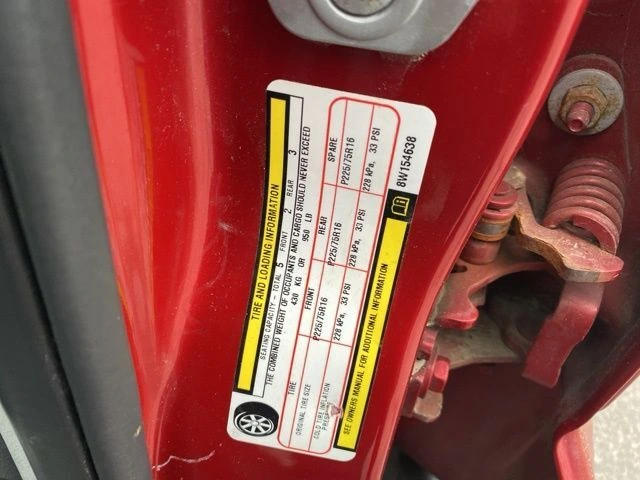 TIRE AND LOADING INFORMATION
SEATING CAPACITY - TOTAL 5 FRONT 2 REAR 3
THE COMBINED WEIGHT OF OCCUPANTS AND CARGO SHOULD NEVER EXCEED
430 KG OR 950 LB
TIRE FRONT REAR SPARE
ORIGINAL TIRE SIZE P225/75R16 P225/75R16 P225/75R16
COLD TIRE INFLATION PRESSURE 228 kPa, 33 PSI 228 kPa, 33 PSI 228 kPa, 33 PSI
SEE OWNERS MANUAL FOR ADDITIONAL INFORMATION
8W154638